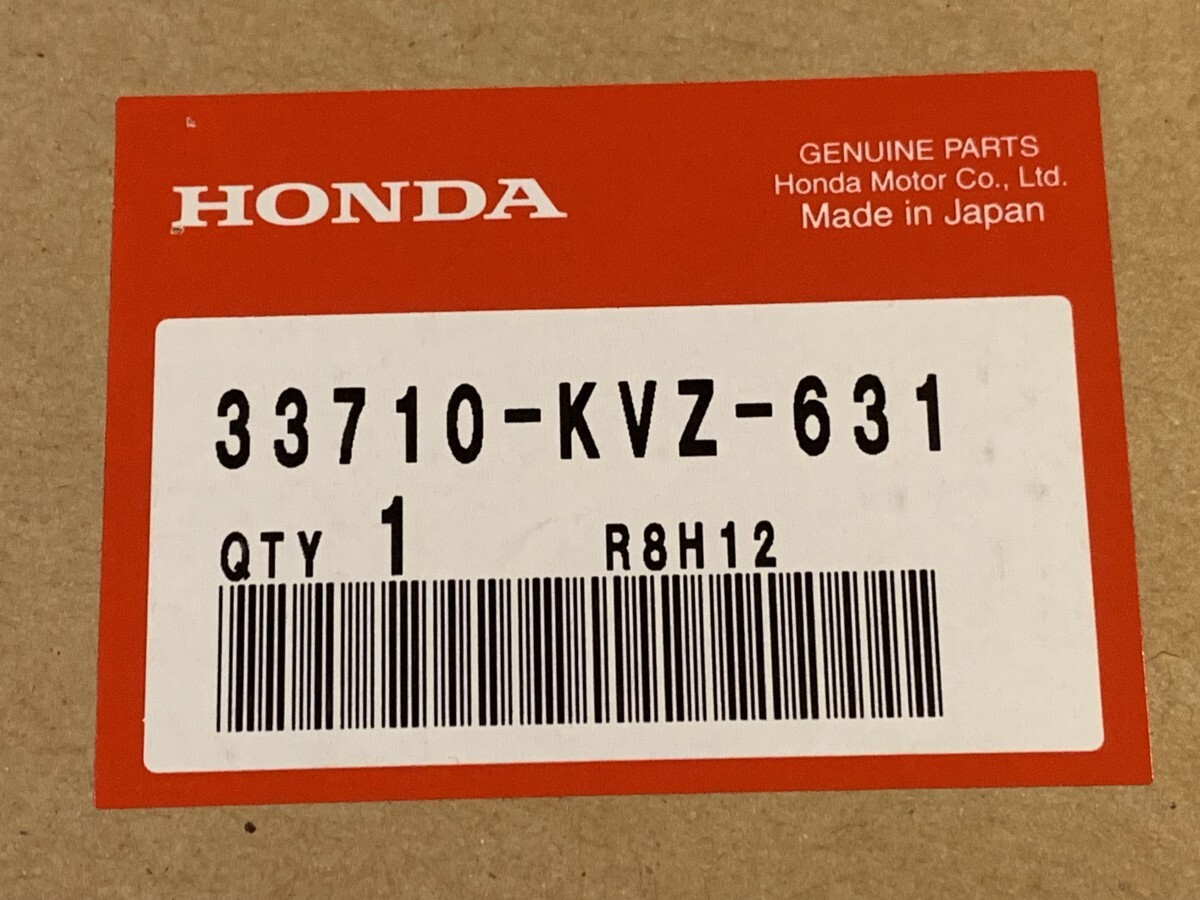 HONDA
GENUINE PARTS
Honda Motor Co., Ltd.
Made in Japan
33710-KVZ-631
QTY 1 R8H12